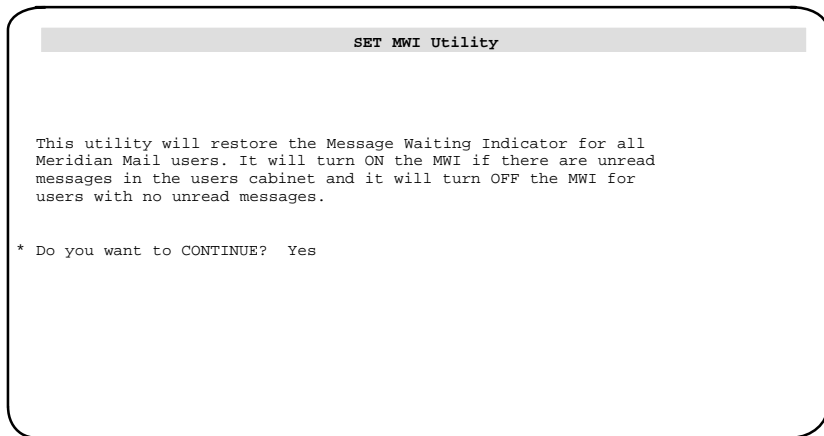 SET MWI Utility
This utility will restore the Message Waiting Indicator for all
Meridian Mail users. It will turn ON the MWI if there are unread
messages in the users cabinet and it will turn OFF the MWI for
users with no unread messages.
* Do you want to CONTINUE?  Yes